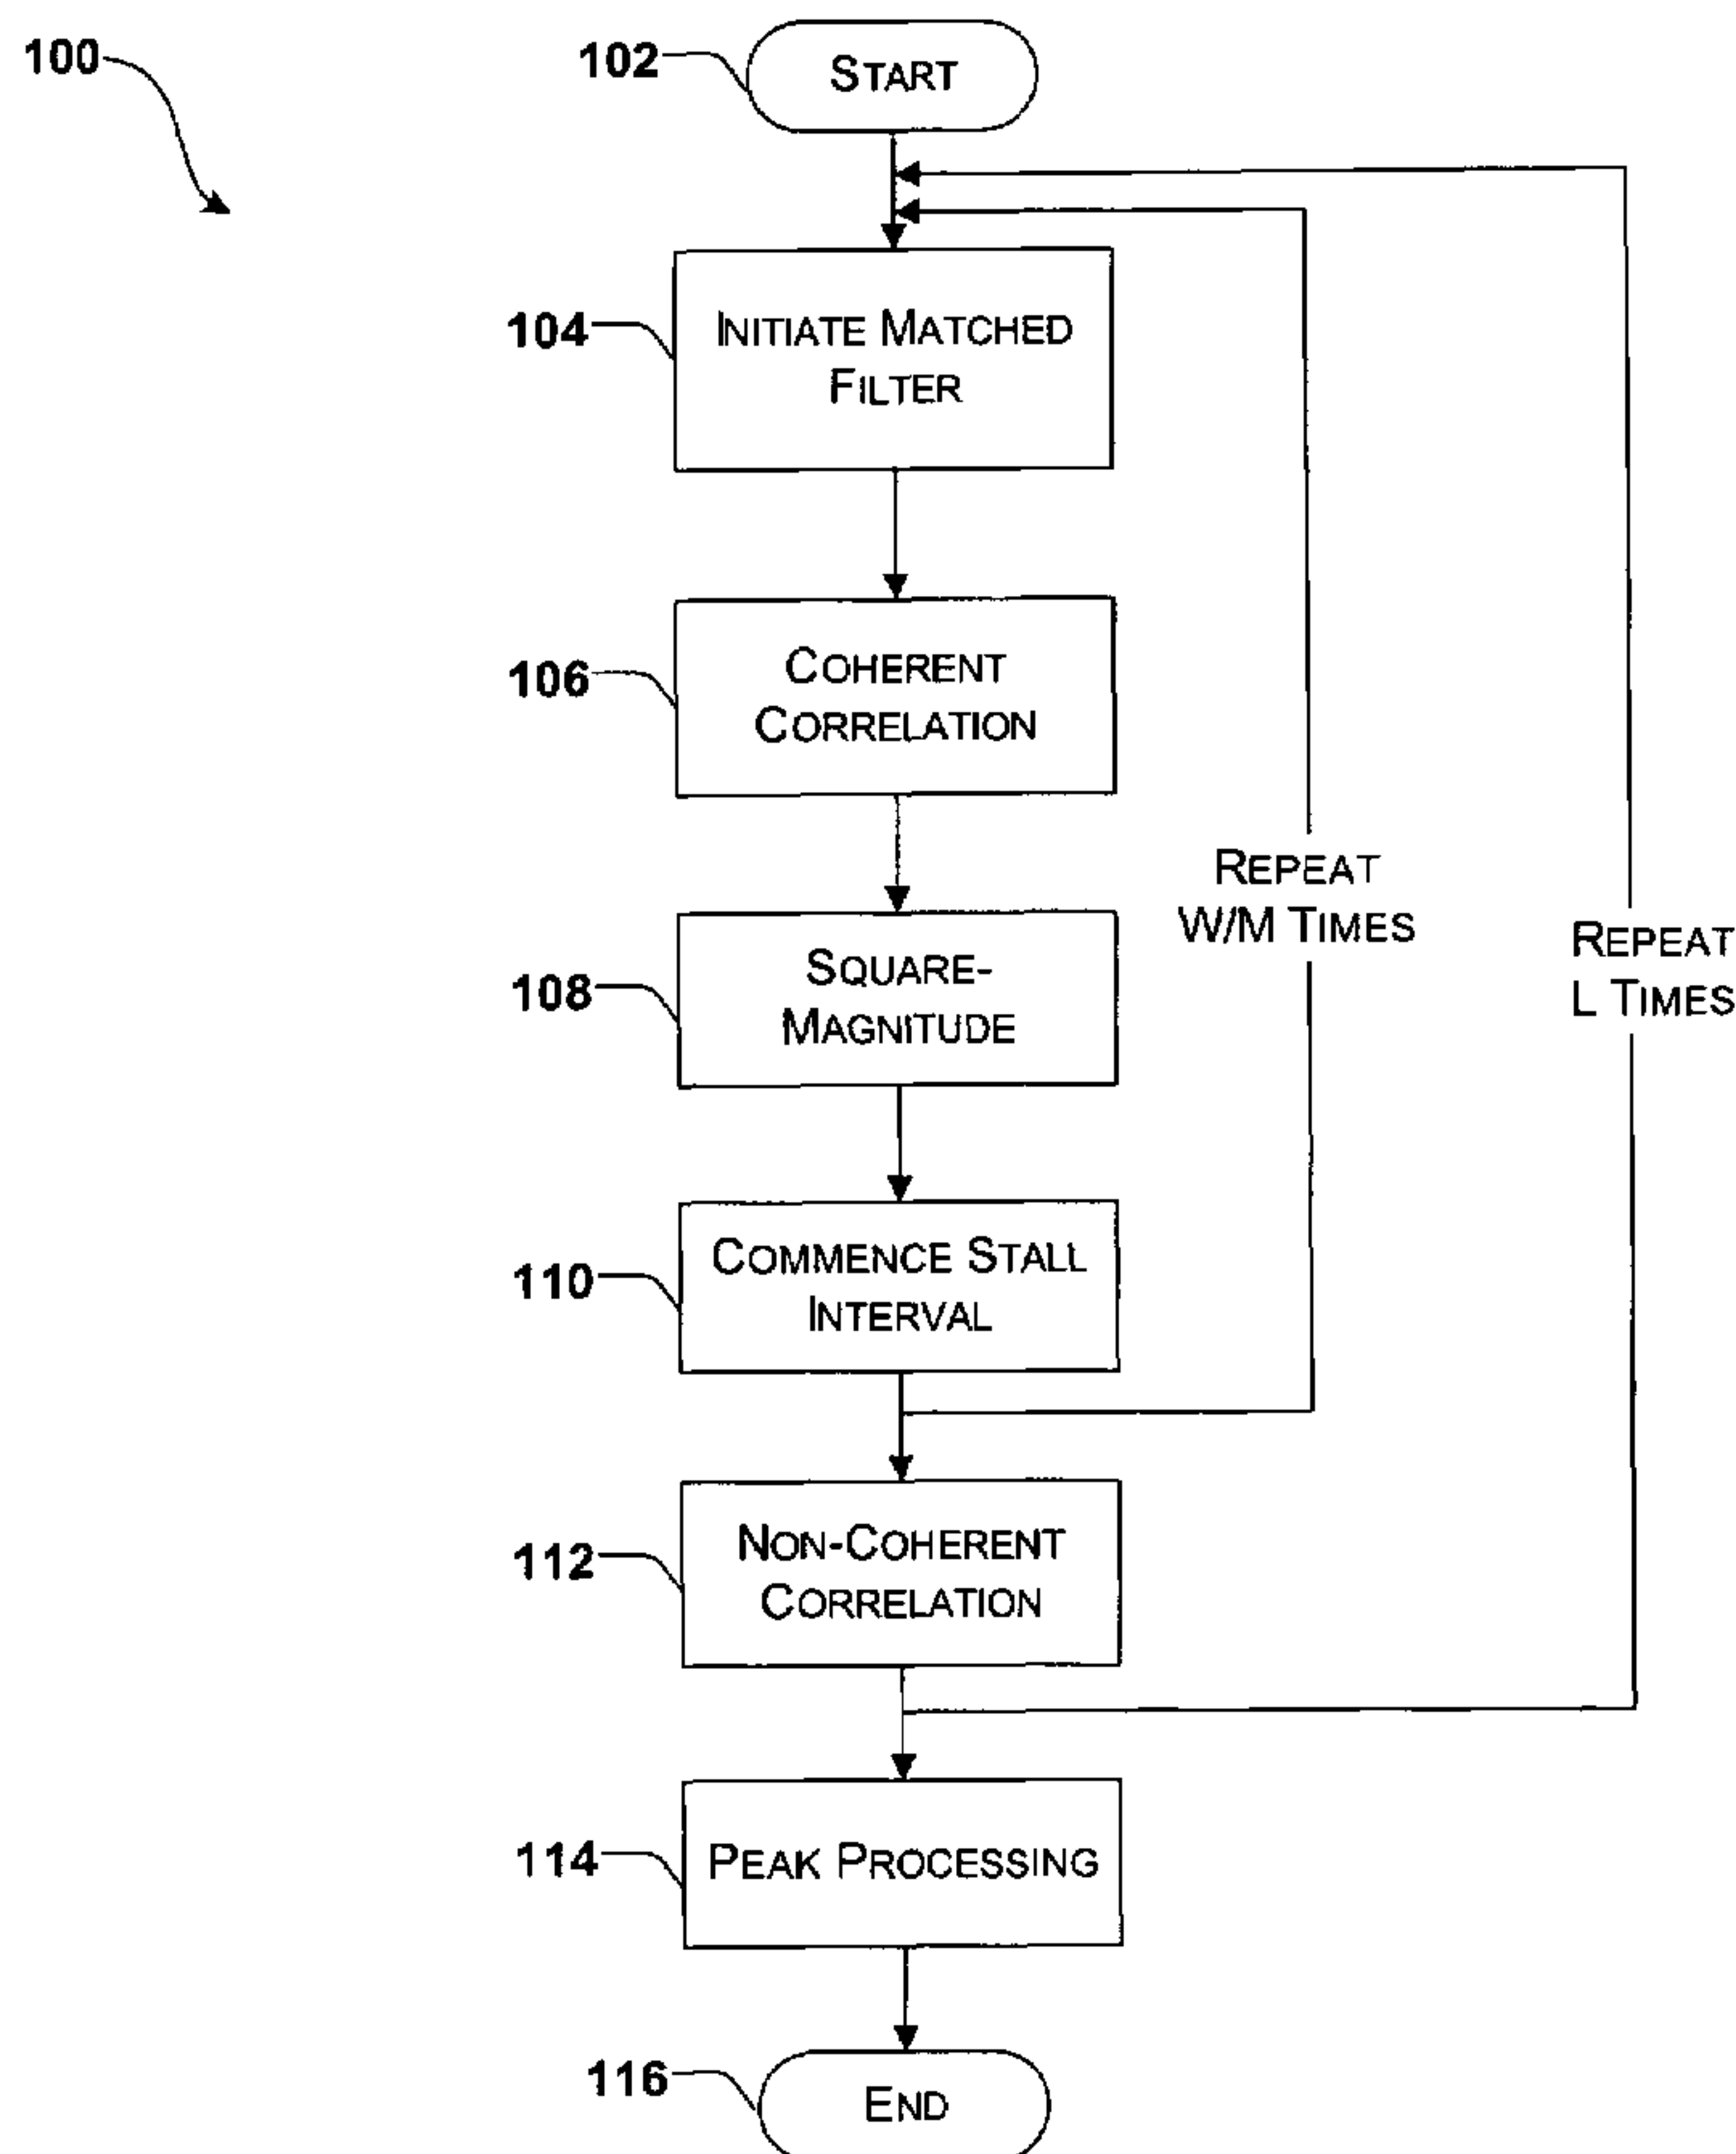 100
102
START
104
INITIATE MATCHED
FILTER
106
COHERENT
CORRELATION
REPEAT
W/M TIMES
REPEAT
L TIMES
108
SQUARE-
MAGNITUDE
110
COMMENCE STALL
INTERVAL
112
NON-COHERENT
CORRELATION
114
PEAK PROCESSING
116
END